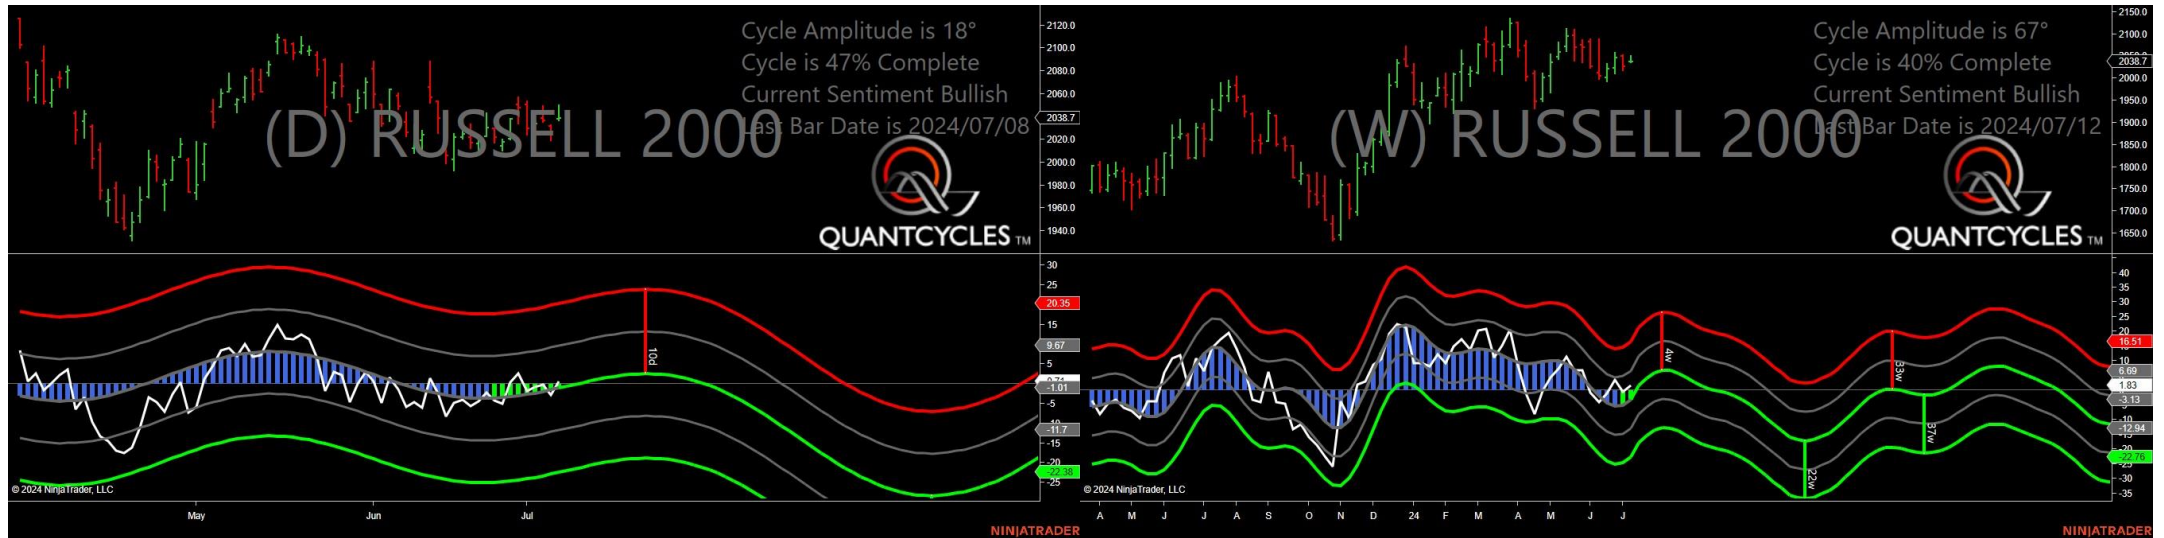 Cycle Amplitude is 18°
Cycle is 47% Complete
Current Sentiment Bullish
Last Bar Date is 2024/07/08
(D) RUSSELL 2000
QUANTCYCLES TM
2120.0
2100.0
2080.0
2060.0
2038.7
2020.0
2000.0
1980.0
1960.0
1940.0
30
25
20.35
15
9.67
5
-1.01
-5
-11.7
-15
-20
-22.38
-25
10d
© 2024 NinjaTrader, LLC
May
Jun
Jul
NINJATRADER
Cycle Amplitude is 67°
Cycle is 40% Complete
Current Sentiment Bullish
Last Bar Date is 2024/07/12
(W) RUSSELL 2000
QUANTCYCLES TM
2150.0
2100.0
2038.7
2000.0
1950.0
1900.0
1850.0
1800.0
1750.0
1700.0
1650.0
40
35
30
25
20
16.51
10
6.69
1.83
-3.13
-12.94
-22.76
-30
-35
4w
22w
33w
37w
© 2024 NinjaTrader, LLC
A
M
J
J
A
S
O
N
D
24
F
M
A
M
J
J
NINJATRADER